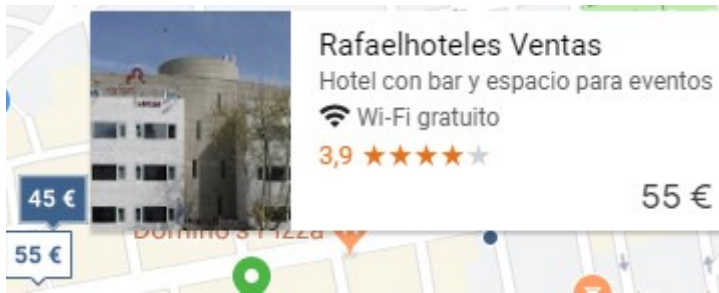 Rafaelhoteles Ventas
Hotel con bar y espacio para eventos
Wi-Fi gratuito
3,9
55 €
45 €
Domino's Pizza
55 €